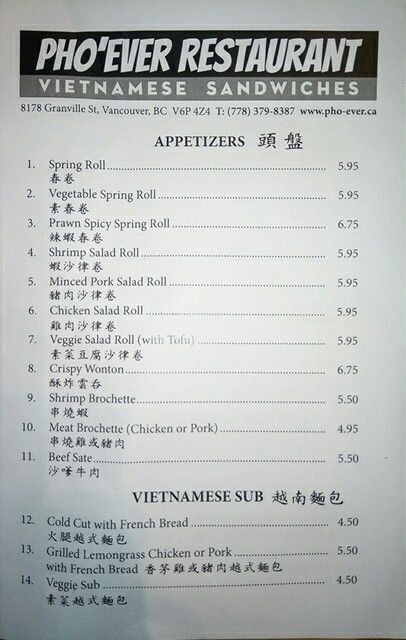 PHO'EVER RESTAURANT
VIETNAMESE SANDWICHES
8178 Granville St, Vancouver, BC V6P 4Z4 T: (778) 379-8387 www.pho-ever.ca
APPETIZERS 頭盤
1. Spring Roll 5.95
春卷
2. Vegetable Spring Roll 5.95
素春卷
3. Prawn Spicy Spring Roll 6.75
辣蝦春卷
4. Shrimp Salad Roll 5.95
蝦沙律卷
5. Minced Pork Salad Roll 5.95
豬肉沙律卷
6. Chicken Salad Roll 5.95
雞肉沙律卷
7. Veggie Salad Roll (with Tofu) 5.95
素菜豆腐沙律卷
8. Crispy Wonton 6.75
酥炸雲吞
9. Shrimp Brochette 5.50
串燒蝦
10. Meat Brochette (Chicken or Pork) 4.95
串燒雞或豬肉
11. Beef Sate 5.50
沙嗲牛肉
VIETNAMESE SUB 越南麵包
12. Cold Cut with French Bread 4.50
火腿越式麵包
13. Grilled Lemongrass Chicken or Pork 5.50
with French Bread 香茅雞或豬肉越式麵包
14. Veggie Sub 4.50
素菜越式麵包